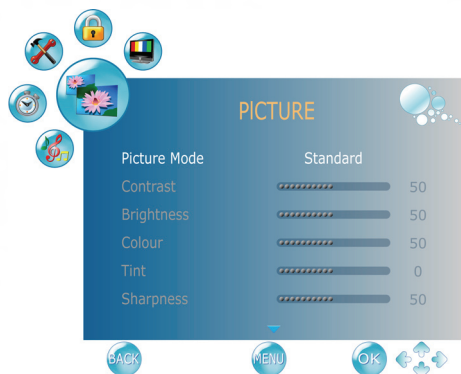 PICTURE
Picture Mode Standard
Contrast 50
Brightness 50
Colour 50
Tint 0
Sharpness 50
BACK MENU OK